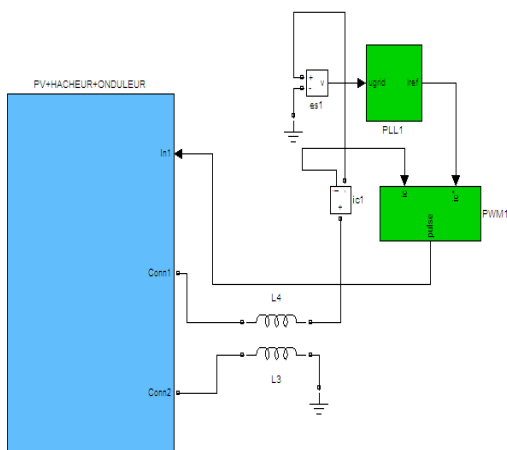 PV+HACHEUR+ONDULEUR
In1
Conn1
Conn2
+
-
v
es1
ugrid
iref
PLL1
i
-
+
ic1
ic
ic*
pulse
PWM1
L4
L3